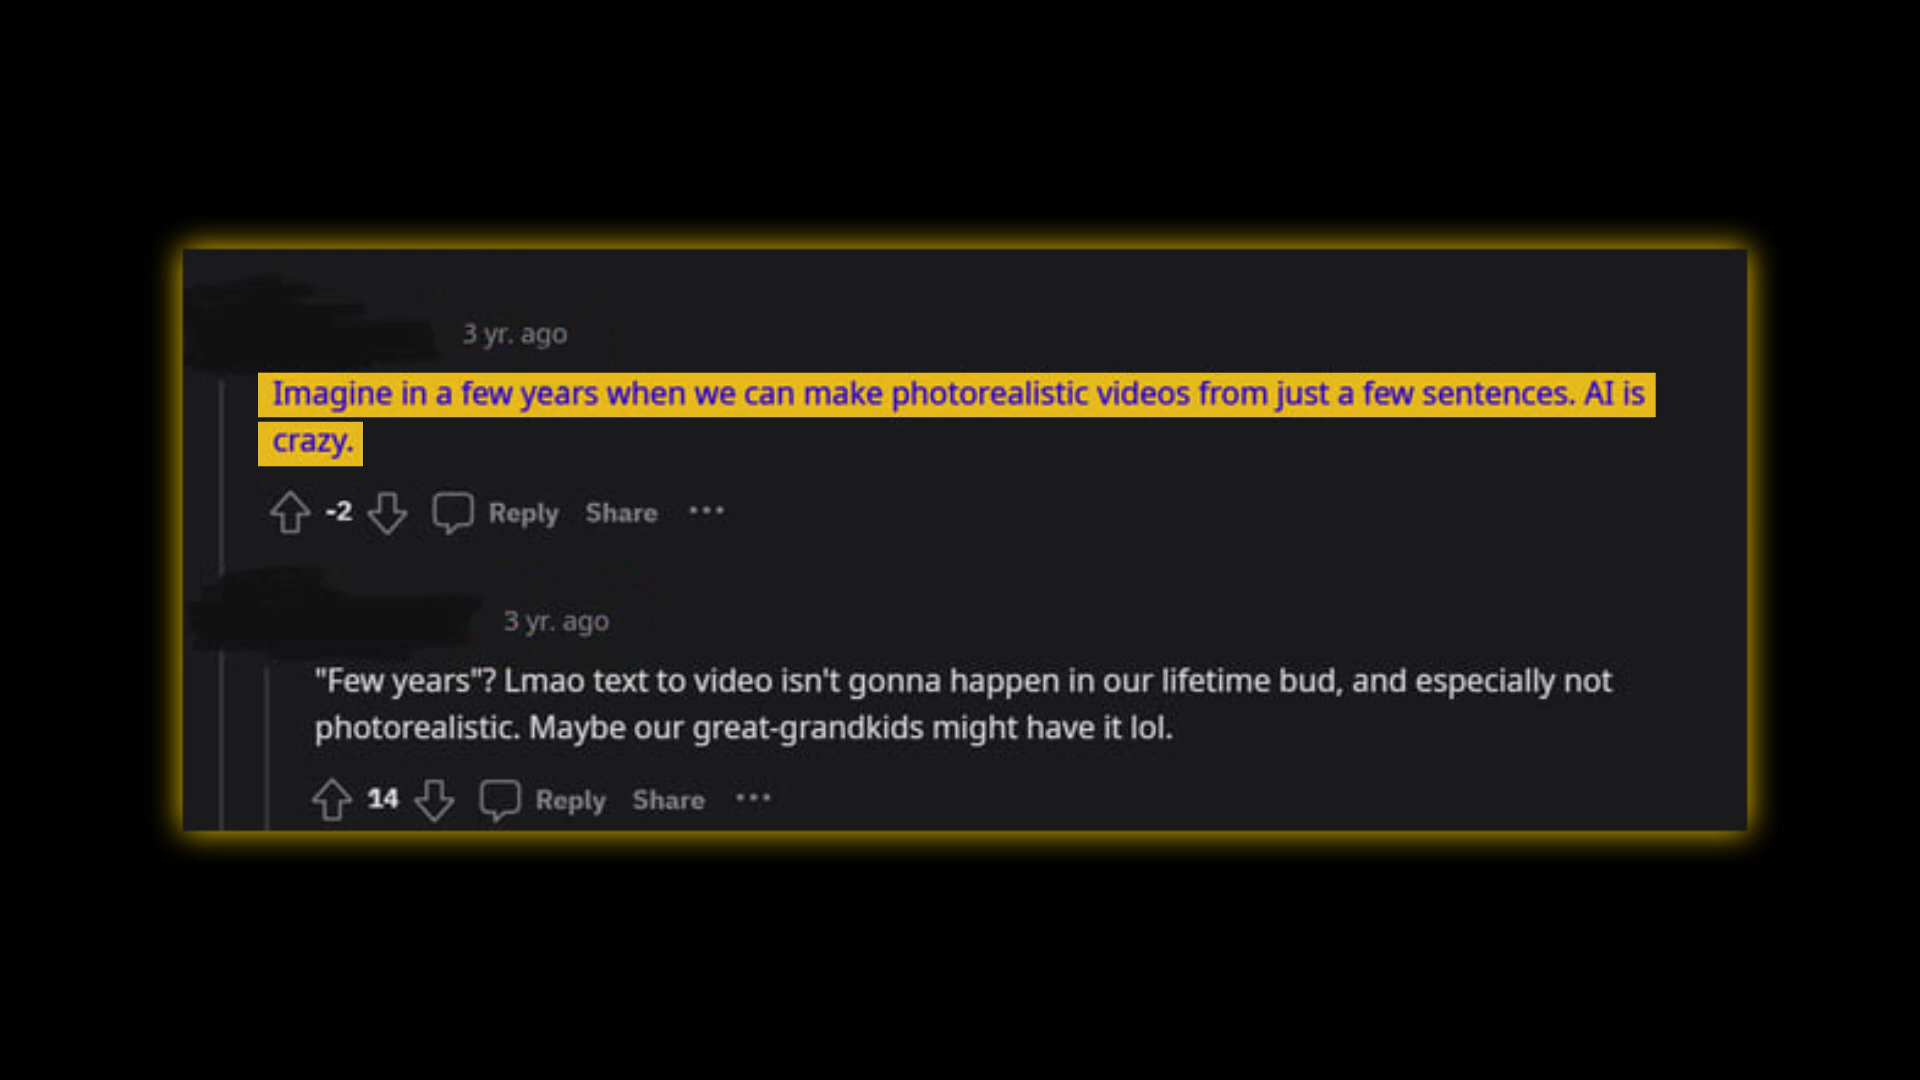 3 yr. ago
Imagine in a few years when we can make photorealistic videos from just a few sentences. AI is
crazy.
-2 Reply Share ...
3 yr. ago
"Few years"? Lmao text to video isn't gonna happen in our lifetime bud, and especially not
photorealistic. Maybe our great-grandkids might have it lol.
14 Reply Share ...